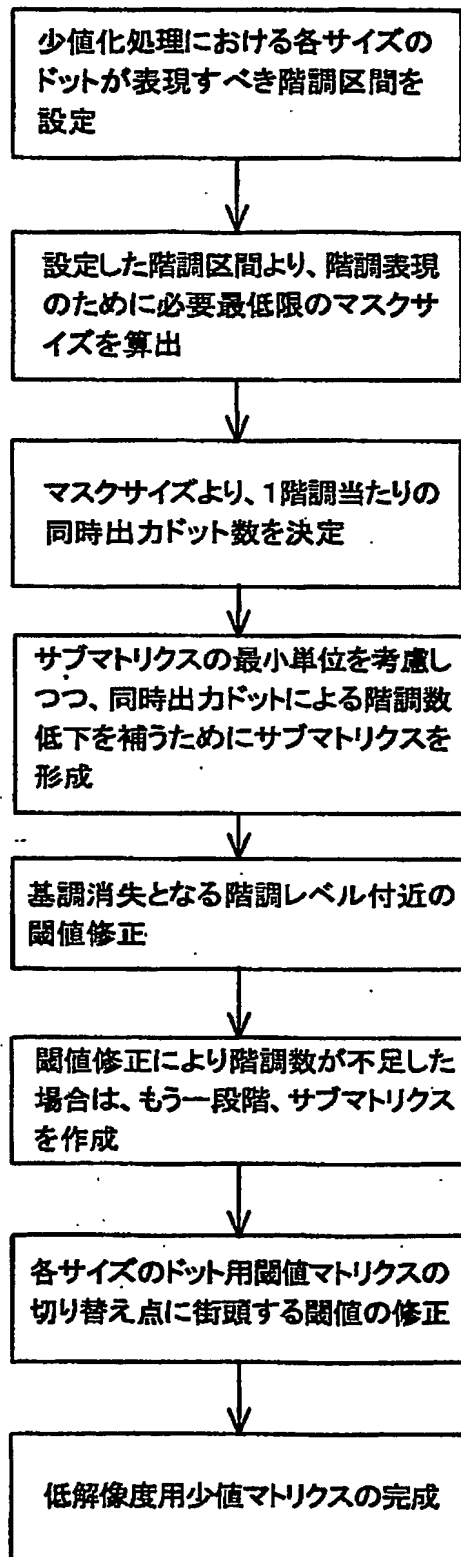 少値化処理における各サイズの
ドットが表現すべき階調区間を
設定
設定した階調区間より、階調表現
のために必要最低限のマスクサ
イズを算出
マスクサイズより、1階調当たりの
同時出力ドット数を決定
サブマトリクスの最小単位を考慮し
つつ、同時出力ドットによる階調数
低下を補うためにサブマトリクスを
形成
基調消失となる階調レベル付近の
閾値修正
閾値修正により階調数が不足した
場合は、もう一段階、サブマトリクス
を作成
各サイズのドット用閾値マトリクスの
切り替え点に街頭する閾値の修正
低解像度用少値マトリクスの完成